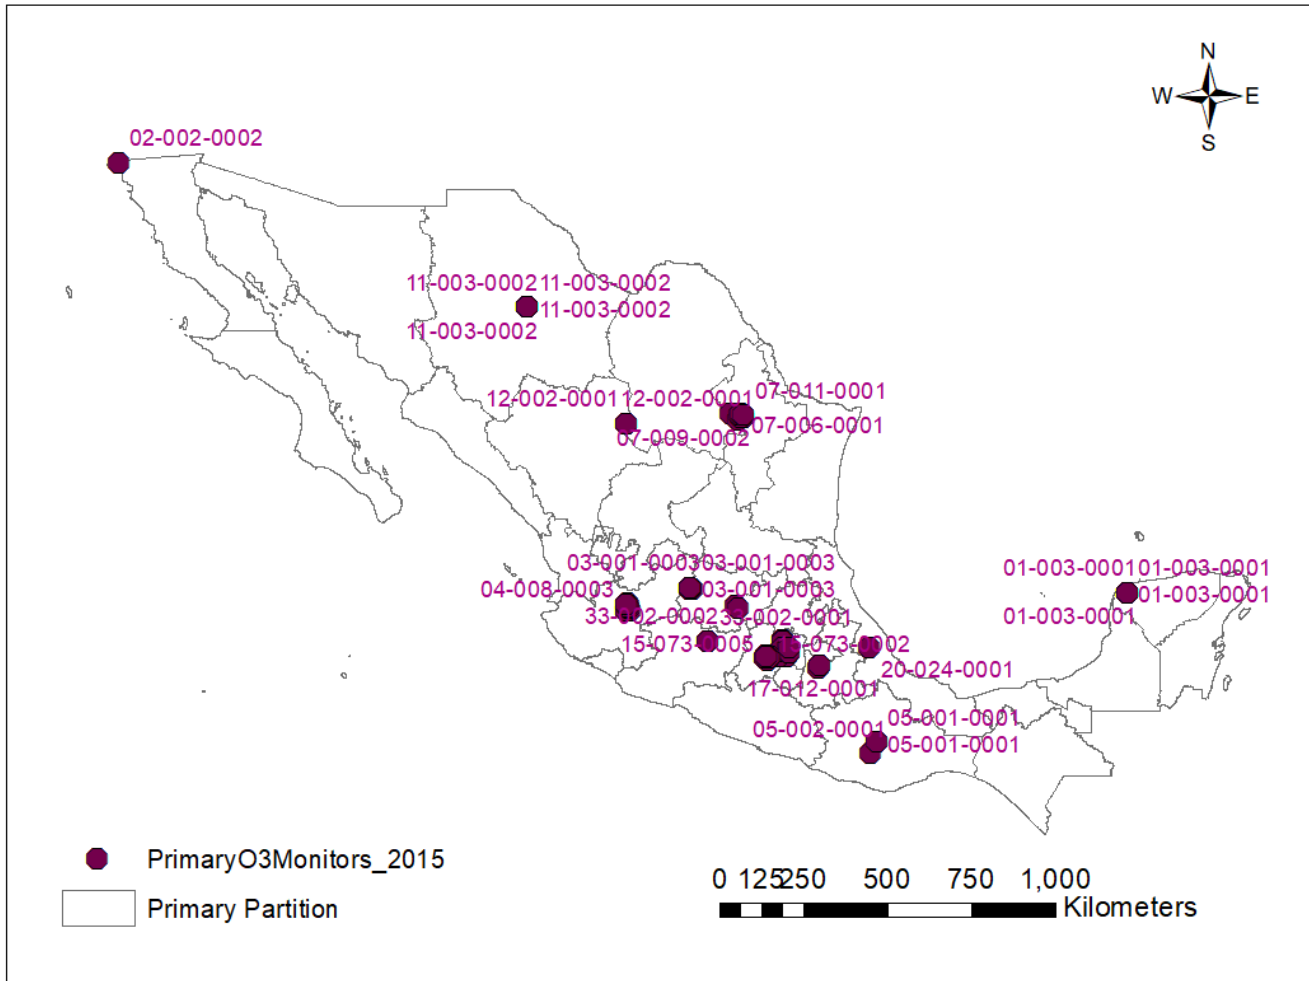 N
W E
S
02-002-0002
11-003-0002 11-003-0002
11-003-0002
11-003-0002
07-011-0001
12-002-0001 12-002-0001
07-006-0001
07-009-0002
03-001-0003 03-001-0003
04-008-0003 03-001-0003
33-002-0002 33-002-0001
15-073-0005 15-073-0002
20-024-0001
17-012-0001
01-003-0001 01-003-0001
01-003-0001
01-003-0001
05-001-0001
05-002-0001
05-001-0001
PrimaryO3Monitors_2015
Primary Partition
0 125250 500 750 1,000
Kilometers